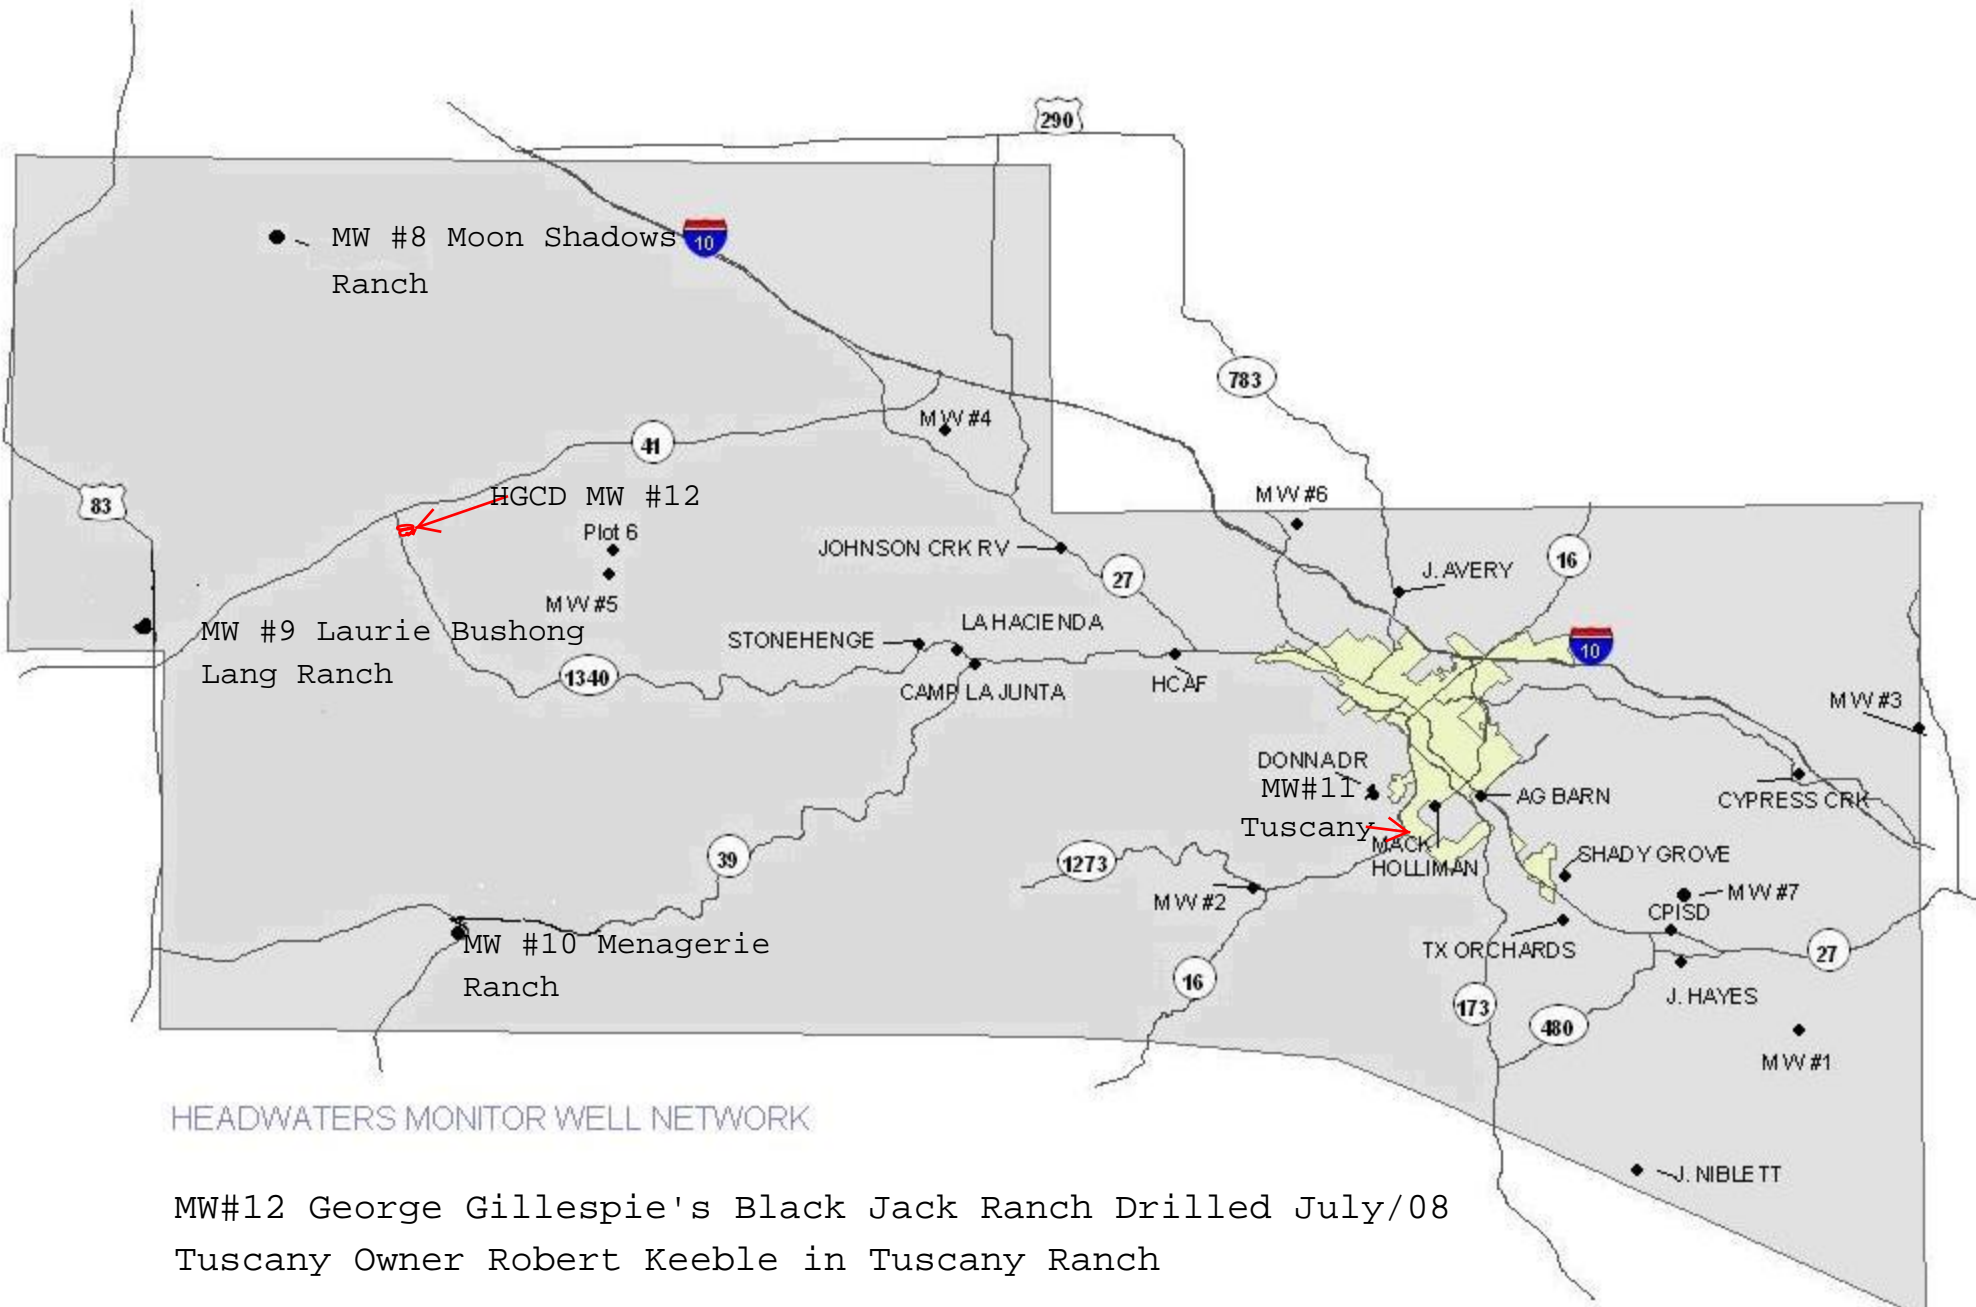 290
MW #8 Moon Shadows
Ranch
10
783
MW #4
41
83
HGCD MW #12
MW #6
Plot 6
JOHNSON CRK RV
27
J. AVERY
16
MW #5
MW #9 Laurie Bushong
Lang Ranch
STONEHENGE
LA HACIENDA
10
1340
CAMP LA JUNTA
HCAF
MW #3
DONNA DR
MW#11
Tuscany
AG BARN
CYPRESS CRK
MACK
HOLLIMAN
39
1273
SHADY GROVE
MW #2
MW #7
CPISD
MW #10 Menagerie
Ranch
TX ORCHARDS
27
16
173
480
J. HAYES
MW #1
HEADWATERS MONITOR WELL NETWORK
J. NIBLETT
MW#12 George Gillespie's Black Jack Ranch Drilled July/08
Tuscany Owner Robert Keeble in Tuscany Ranch